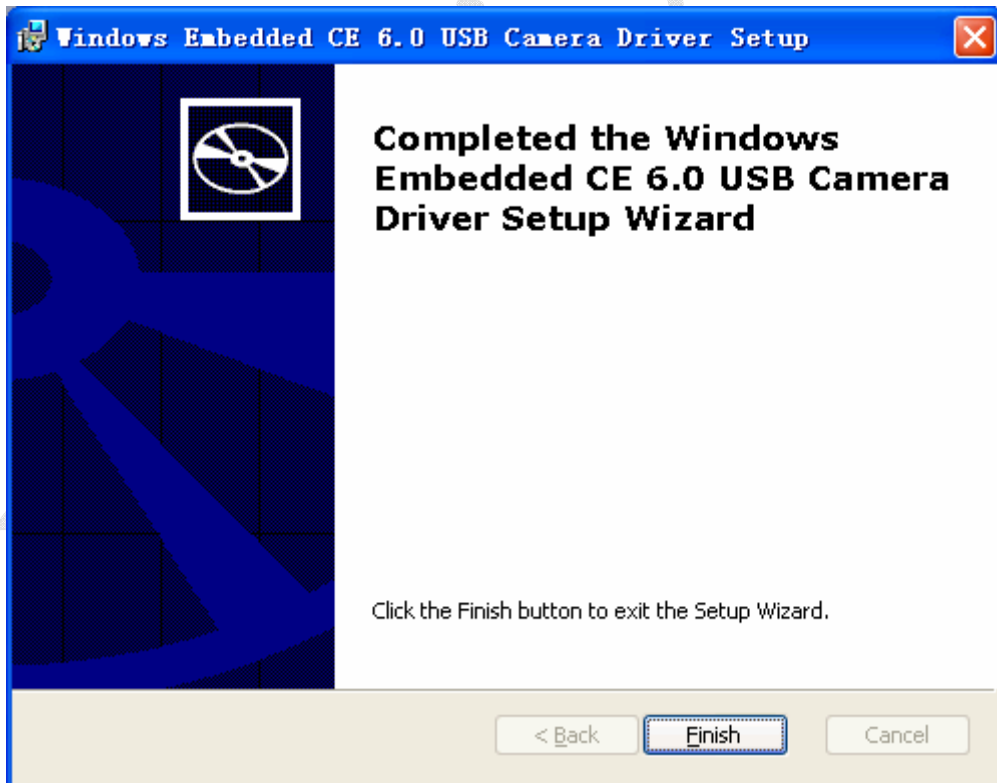 Windows Embedded CE 6.0 USB Camera Driver Setup
Completed the Windows
Embedded CE 6.0 USB Camera
Driver Setup Wizard
Click the Finish button to exit the Setup Wizard.
< Back
Finish
Cancel